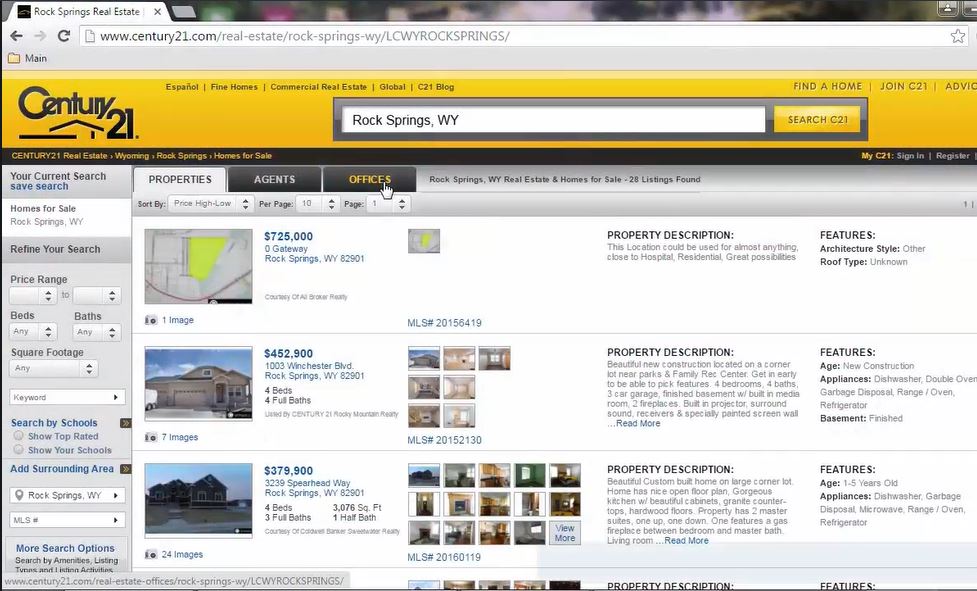 Rock Springs Real Estate
www.century21.com/real-estate/rock-springs-wy/LCWYROCKSPRINGS/
Main
Español | Fine Homes | Commercial Real Estate | Global | C21 Blog
FIND A HOME | JOIN C21 | ADVIC
Century 21.
Rock Springs, WY
SEARCH C21
CENTURY21 Real Estate › Wyoming › Rock Springs › Homes for Sale
My C21: Sign In | Register |
Your Current Search
save search
Homes for Sale
Rock Springs, WY
Refine Your Search
Price Range
to
Beds Baths
Any Any
Square Footage
Any
Keyword
Search by Schools
Show Top Rated
Show Your Schools
Add Surrounding Area
Rock Springs, WY
MLS #
More Search Options
Search by Amenities, Listing
Types and Listing Activities
PROPERTIES AGENTS OFFICES
Rock Springs, WY Real Estate & Homes for Sale - 28 Listings Found
Sort By: Price High-Low Per Page: 10 Page: 1
1 |
$725,000
0 Gateway
Rock Springs, WY 82901
Courtesy Of All Broker Realty
1 Image
MLS# 20156419
PROPERTY DESCRIPTION:
This Location could be used for almost anything,
close to Hospital, Residential, Great possibilities
FEATURES:
Architecture Style: Other
Roof Type: Unknown
$452,900
1003 Winchester Blvd.
Rock Springs, WY 82901
4 Beds
4 Full Baths
Listed By CENTURY 21 Rocky Mountain Realty
7 Images
MLS# 20152130
PROPERTY DESCRIPTION:
Beautiful new construction located on a corner
lot near parks & Family Rec Center. Get in early
to be able to pick features. 4 bedrooms, 4 baths,
3 car garage, finished basement w/ built in media
room, 2 fireplaces. Built in projector, surround
sound, receivers & specially painted screen wall
...Read More
FEATURES:
Age: New Construction
Appliances: Dishwasher, Double Oven
Garbage Disposal, Range / Oven,
Refrigerator
Basement: Finished
$379,900
3239 Spearhead Way
Rock Springs, WY 82901
4 Beds 3,076 Sq. Ft
3 Full Baths 1 Half Bath
Courtesy Of Coldwell Banker Sweetwater Realty
24 Images
View
More
MLS# 20160119
PROPERTY DESCRIPTION:
Beautiful Custom built home on large corner lot.
Home has nice open floor plan, Gorgeous
kitchen w/ beautiful cabinets, granite counter-
tops, hardwood floors. Property has 2 master
suites, one up, one down. One features a gas
fireplace between bedroom and master bath.
Living room ...Read More
FEATURES:
Age: 1-5 Years Old
Appliances: Dishwasher, Garbage
Disposal, Microwave, Range / Oven,
Refrigerator
PROPERTY DESCRIPTION:
FEATURES:
www.century21.com/real-estate-offices/rock-springs-wy/LCWYROCKSPRINGS/